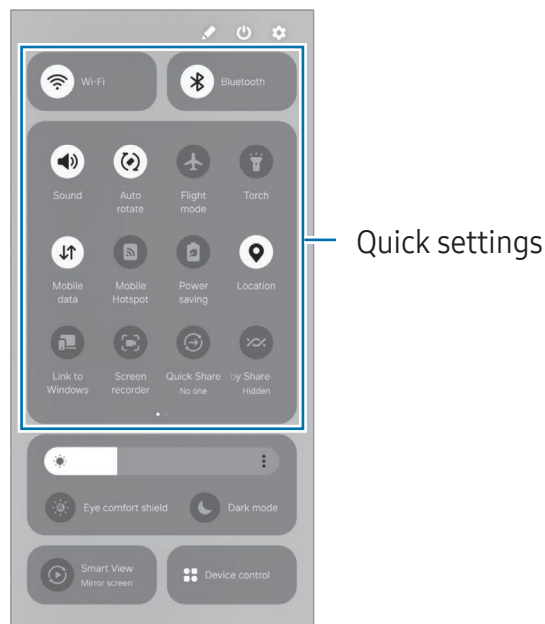 Wi-Fi
Bluetooth
Sound
Auto
rotate
Flight
mode
Torch
Mobile
data
Mobile
Hotspot
Power
saving
Location
Link to
Windows
Screen
recorder
Quick Share
No one
by Share
Hidden
Quick settings
Eye comfort shield
Dark mode
Smart View
Mirror screen
Device control